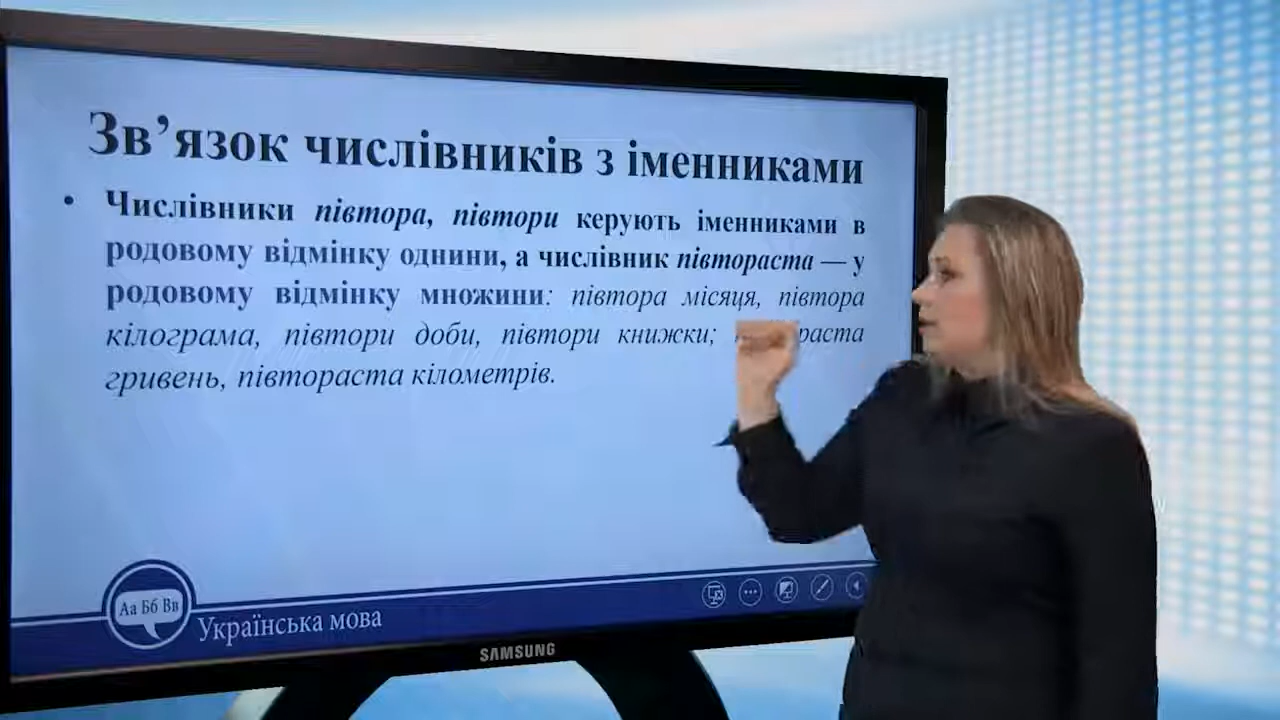 Зв’язок числівників з іменниками
• Числівники півтора, півтори керують іменниками в
родовому відмінку однини, а числівник півтораста — у
родовому відмінку множини: півтора місяця, півтора
кілограма, півтори доби, півтори книжки;
гривень, півтораста кілометрів.
Аа Бб Вв
Українська мова
SAMSUNG